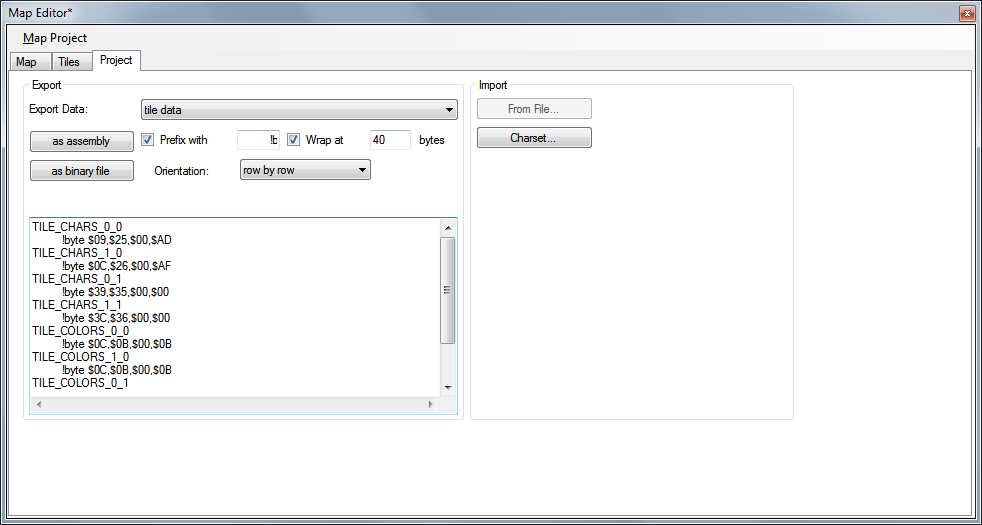 Map Editor*
Map Project
Map Tiles Project
Export
Export Data: tile data
as assembly Prefix with !b Wrap at 40 bytes
as binary file Orientation: row by row
TILE_CHARS_0_0
!byte $09,$25,$00,$AD
TILE_CHARS_1_0
!byte $0C,$26,$00,$AF
TILE_CHARS_0_1
!byte $39,$35,$00,$00
TILE_CHARS_1_1
!byte $3C,$36,$00,$00
TILE_COLORS_0_0
!byte $0C,$0B,$00,$0B
TILE_COLORS_1_0
!byte $0C,$0B,$00,$0B
TILE_COLORS_0_1
Import
From File...
Charset...